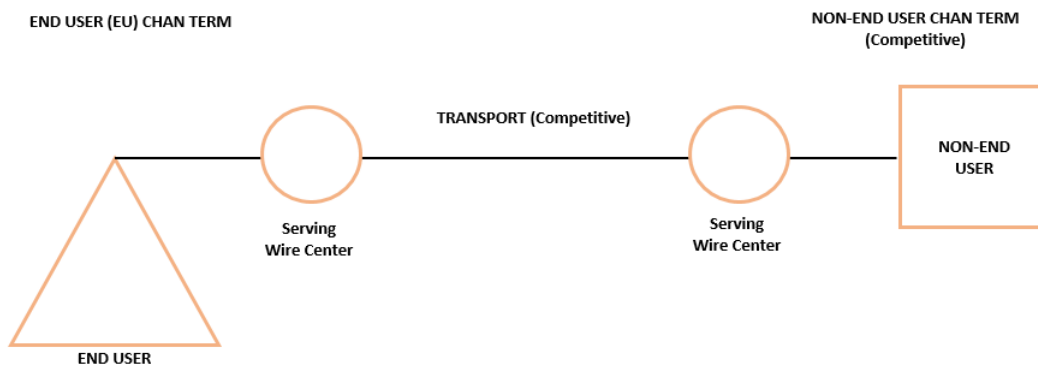 END USER (EU) CHAN TERM
NON-END USER CHAN TERM
(Competitive)
TRANSPORT (Competitive)
NON-END
USER
Serving
Wire Center
Serving
Wire Center
END USER